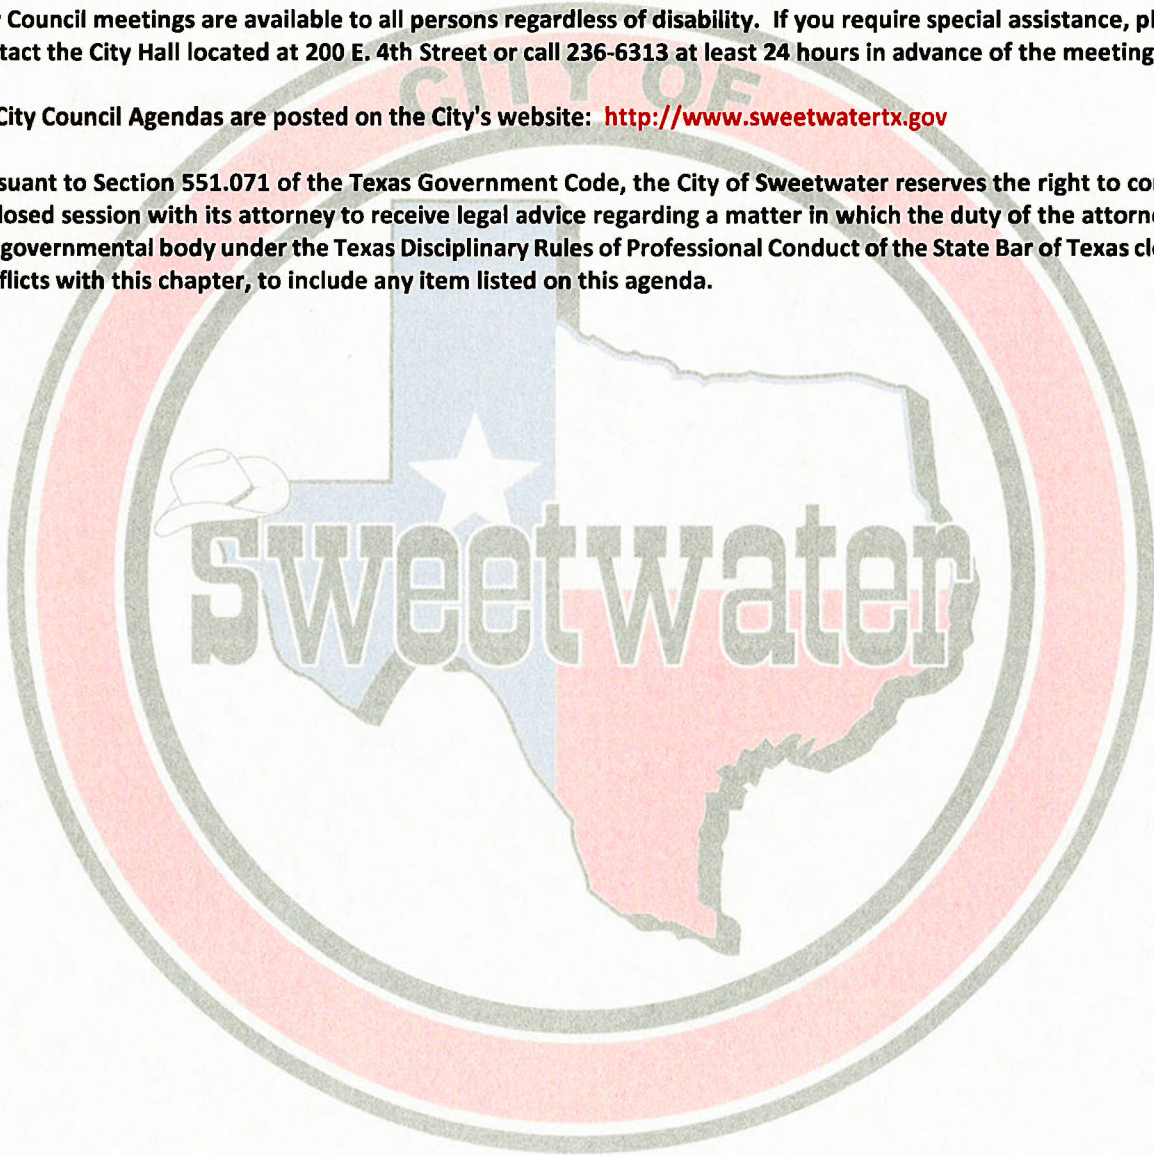 Council meetings are available to all persons regardless of disability. If you require special assistance, pl
tact the City Hall located at 200 E. 4th Street or call 236-6313 at least 24 hours in advance of the meeting
City Council Agendas are posted on the City's website: http://www.sweetwatertx.gov
suant to Section 551.071 of the Texas Government Code, the City of Sweetwater reserves the right to con
losed session with its attorney to receive legal advice regarding a matter in which the duty of the attorne
governmental body under the Texas Disciplinary Rules of Professional Conduct of the State Bar of Texas cle
flicts with this chapter, to include any item listed on this agenda.
CITY OF
Sweetwater